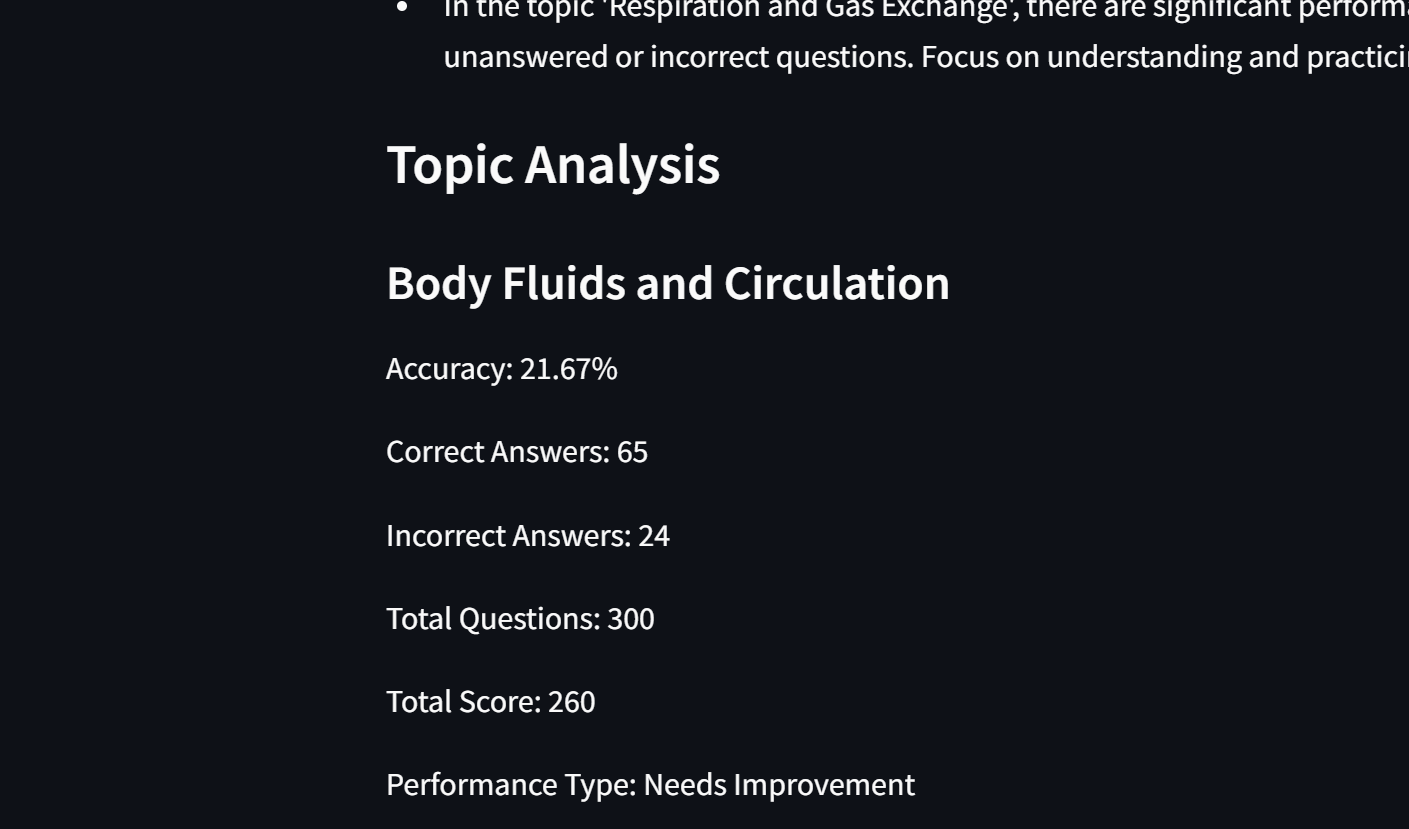 In the topic 'Respiration and Gas Exchange', there are significant
unanswered or incorrect questions. Focus on understanding and
Topic Analysis
Body Fluids and Circulation
Accuracy: 21.67%
Correct Answers: 65
Incorrect Answers: 24
Total Questions: 300
Total Score: 260
Performance Type: Needs Improvement